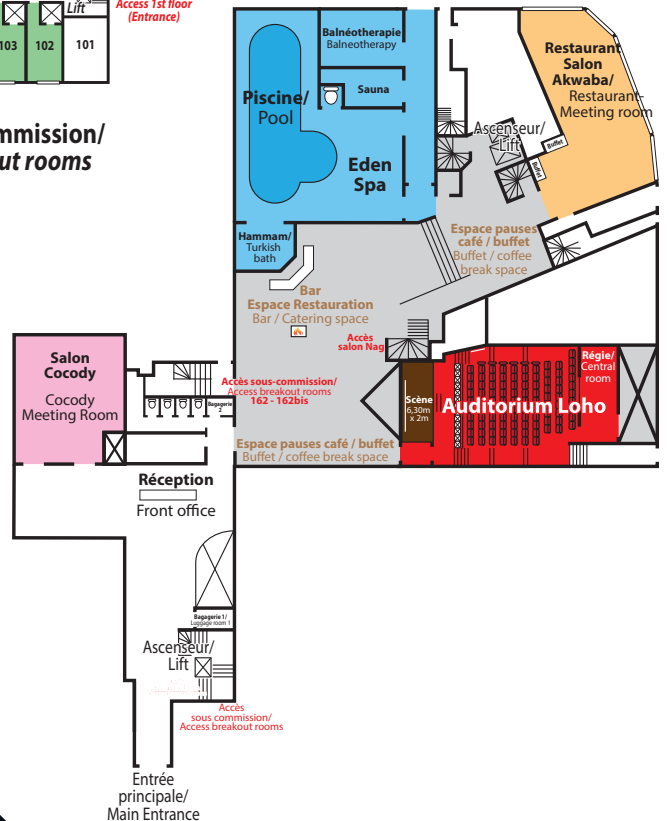 Lift
Access 1st floor
(Entrance)
103
102
101
mmission/
ut rooms
Piscine/
Pool
Balnéotherapie
Balneotherapy
Sauna
Eden
Spa
Hammam/
Turkish
bath
Ascenseur/
Lift
Restaurant
Salon
Akwaba/
Restaurant-
Meeting room
Buffet
Buffet
Espace pauses
café / buffet
Buffet / coffee
break space
Bar
Espace Restauration
Bar / Catering space
Accès
salon Nag
Salon
Cocody
Cocody
Meeting Room
Accès sous-commission/
Access breakout rooms
162 - 162bis
Bagagerie
2
Scène
6,30m
x 2m
Auditorium Loho
Régie/
Central
room
Espace pauses café / buffet
Buffet / coffee break space
Réception
Front office
Bagagerie 1/
Luggage room 1
Ascenseur/
Lift
Accès
sous commission/
Access breakout rooms
Entrée
principale/
Main Entrance